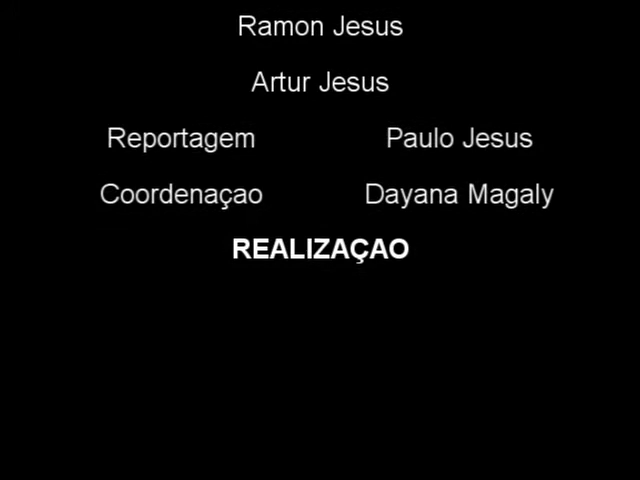 Ramon Jesus
Artur Jesus
Reportagem Paulo Jesus
Coordenaçao Dayana Magaly
REALIZAÇAO